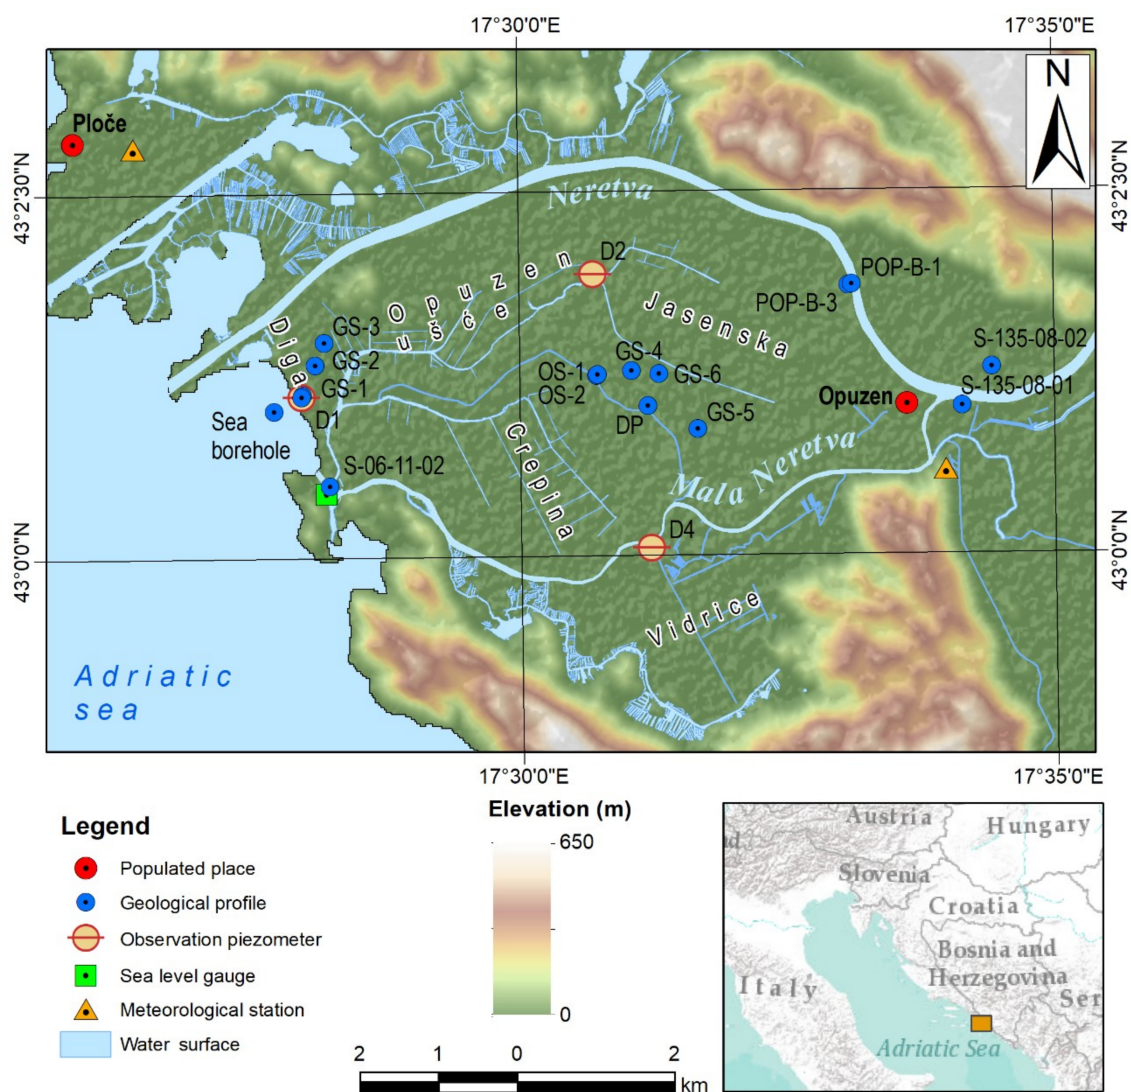 17°30'0"E
17°35'0"E
N
Ploče
43°2'30"N
43°2'30"N
Neretva
D2
POP-B-1
POP-B-3
Opuzen
ušće
Jasenska
Diga
GS-3
GS-2
GS-1
D1
Sea
borehole
GS-4
OS-1
OS-2
GS-6
DP
GS-5
S-135-08-02
S-135-08-01
Opuzen
Mala Neretva
Crepina
S-06-11-02
D4
43°0'0"N
43°0'0"N
Vidrice
Adriatic
sea
17°30'0"E
17°35'0"E
Legend
Populated place
Geological profile
Observation piezometer
Sea level gauge
Meteorological station
Water surface
Elevation (m)
650
0
2 1 0 2
km
Austria
Hungary
Slovenia
Croatia
Bosnia and
Herzegovina
Ser
Italy
Adriatic Sea